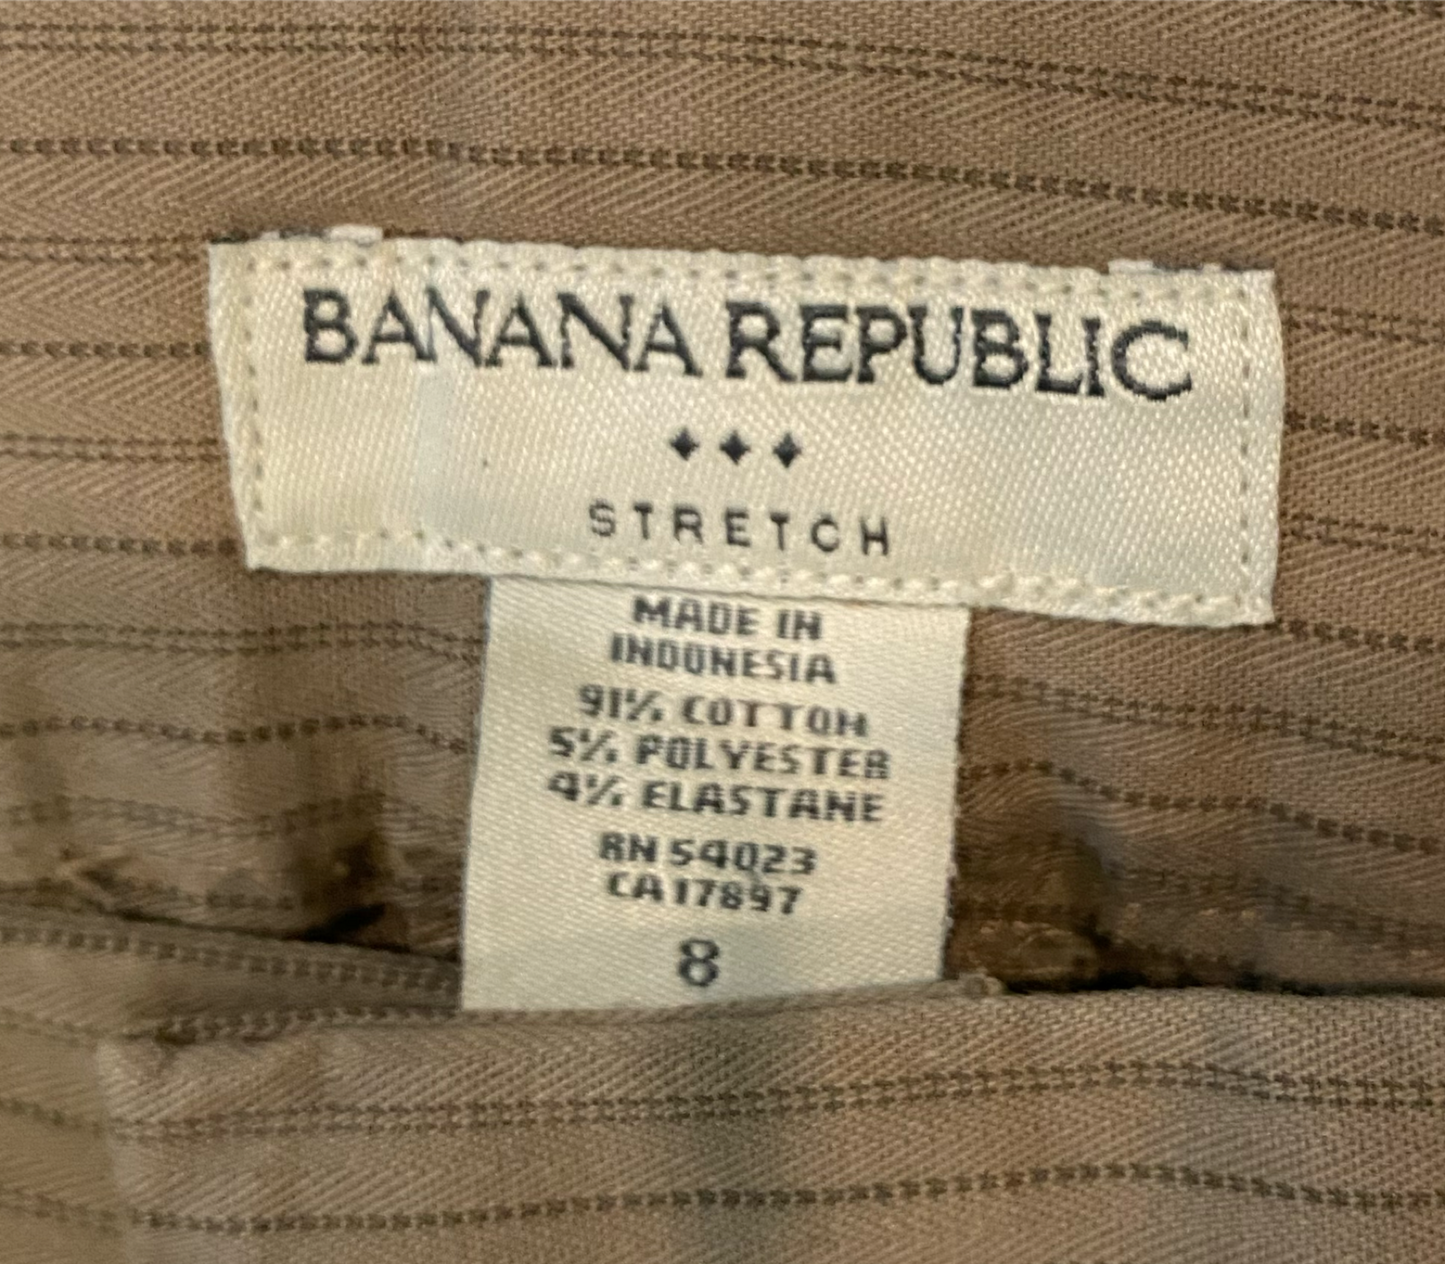 BANANA REPUBLIC
STRETCH
MADE IN
INDONESIA
91% COTTON
5% POLYESTER
4% ELASTANE
RN 54023
CA 17897
8